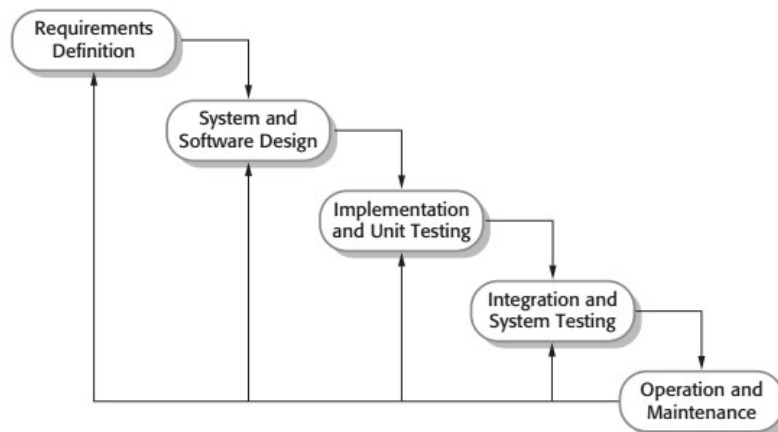 Requirements
Definition
System and
Software Design
Implementation
and Unit Testing
Integration and
System Testing
Operation and
Maintenance